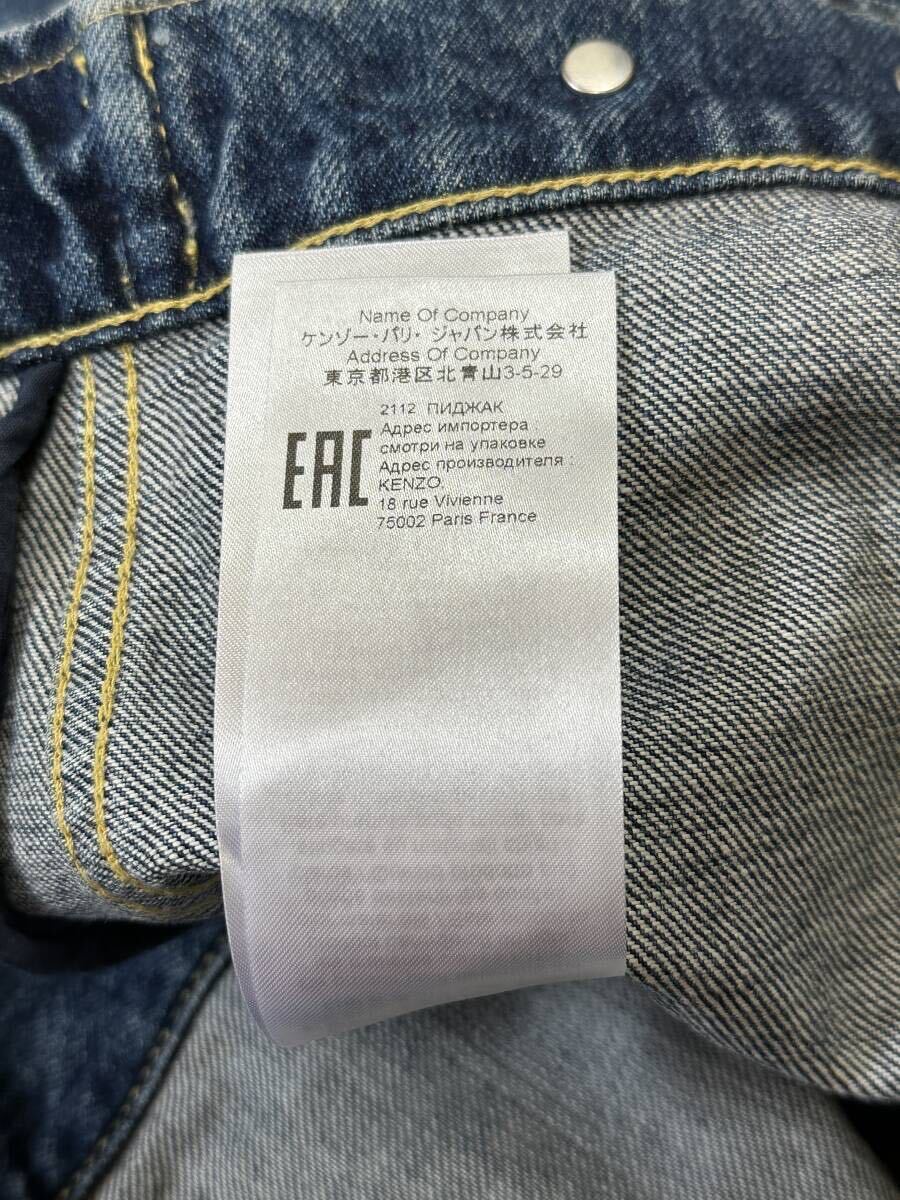 Name Of Company
ケンゾー・パリ・ジャパン株式会社
Address Of Company
東京都港区北青山3-5-29
EAC
2112 ПИДЖАК
Адрес импортера :
смотри на упаковке
Адрес производителя :
KENZO.
18 rue Vivienne
75002 Paris France